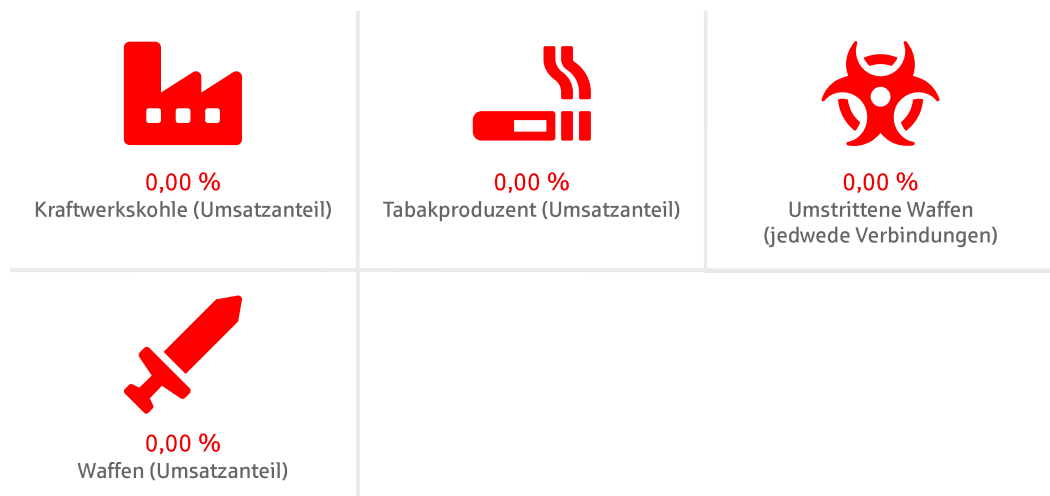 0,00 %
Kraftwerkskohle (Umsatzanteil)
0,00 %
Tabakproduzent (Umsatzanteil)
0,00 %
Umstrittene Waffen
(jedwede Verbindungen)
0,00 %
Waffen (Umsatzanteil)